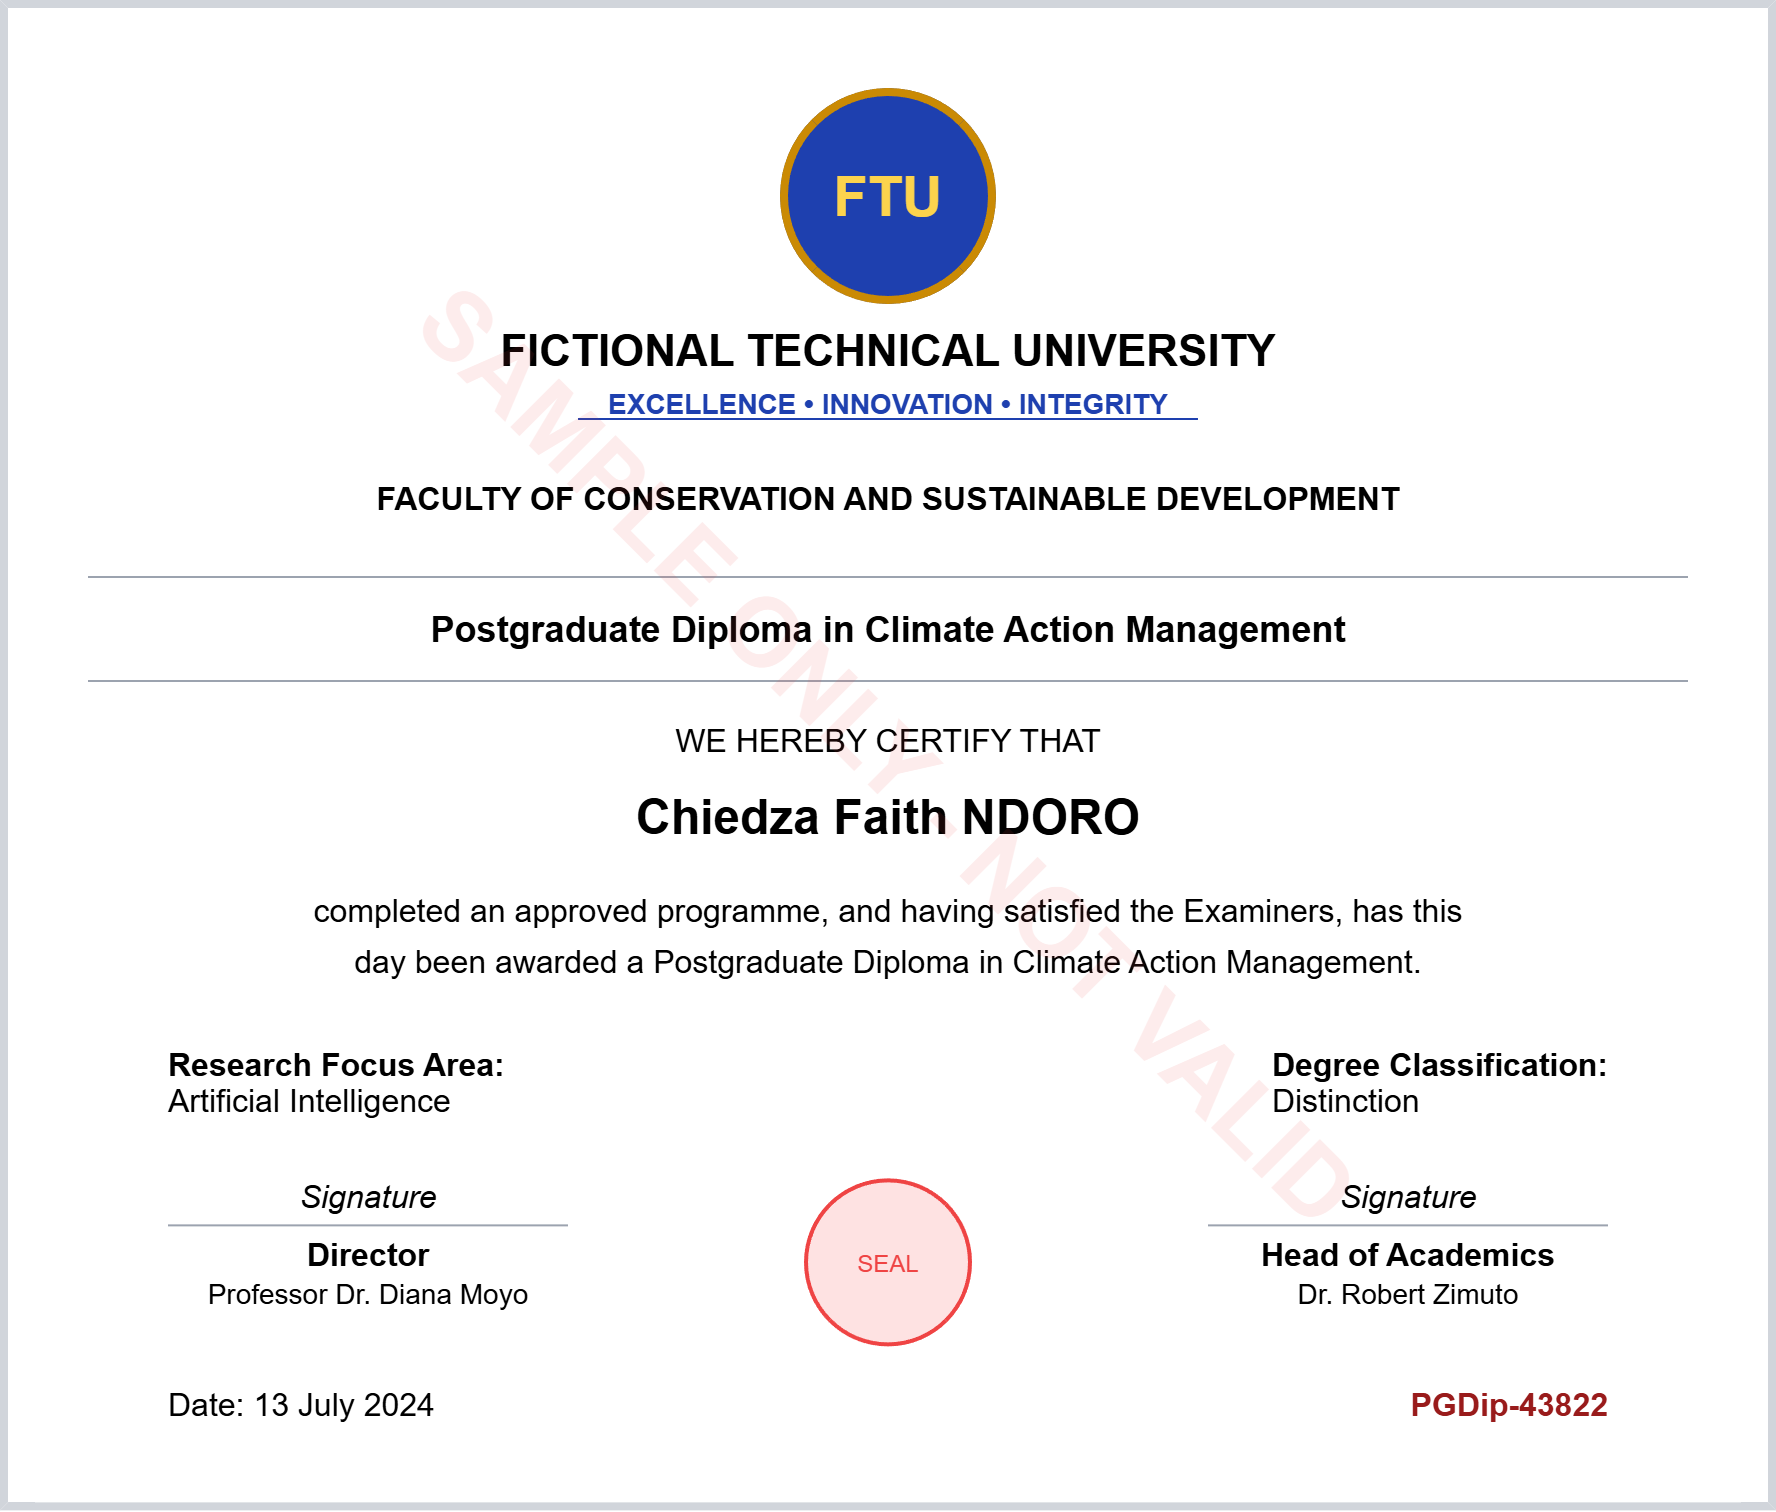 FTU
FICTIONAL TECHNICAL UNIVERSITY
EXCELLENCE • INNOVATION • INTEGRITY
FACULTY OF CONSERVATION AND SUSTAINABLE DEVELOPMENT
Postgraduate Diploma in Climate Action Management
WE HEREBY CERTIFY THAT
Chiedza Faith NDORO
completed an approved programme, and having satisfied the Examiners, has this
day been awarded a Postgraduate Diploma in Climate Action Management.
Research Focus Area:
Artificial Intelligence
Degree Classification:
Distinction
Signature
Director
Professor Dr. Diana Moyo
SEAL
Signature
Head of Academics
Dr. Robert Zimuto
Date: 13 July 2024
PGDip-43822
SAMPLE ONLY - NOT VALID